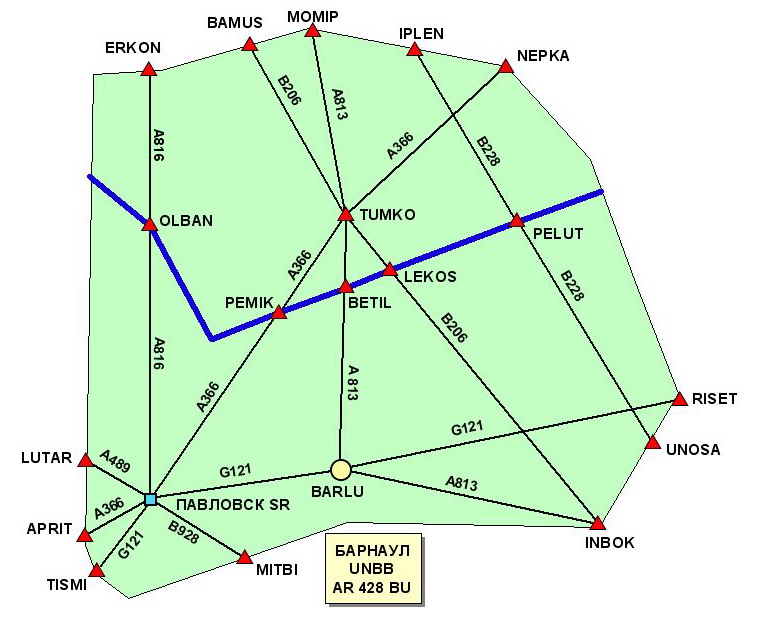 MOMIP
BAMUS
IPLEN
ERKON
NEPKA
B206
A813
A816
A366
B228
OLBAN
TUMKO
PELUT
A366
LEKOS
B228
PEMIK
BETIL
B206
A816
A 813
A366
RISET
G121
UNOSA
LUTAR
A489
G121
A813
BARLU
ПАВЛОВСК SR
A366
APRIT
B928
G121
INBOK
MITBI
TISMI
БАРНАУЛ
UNBB
AR 428 BU